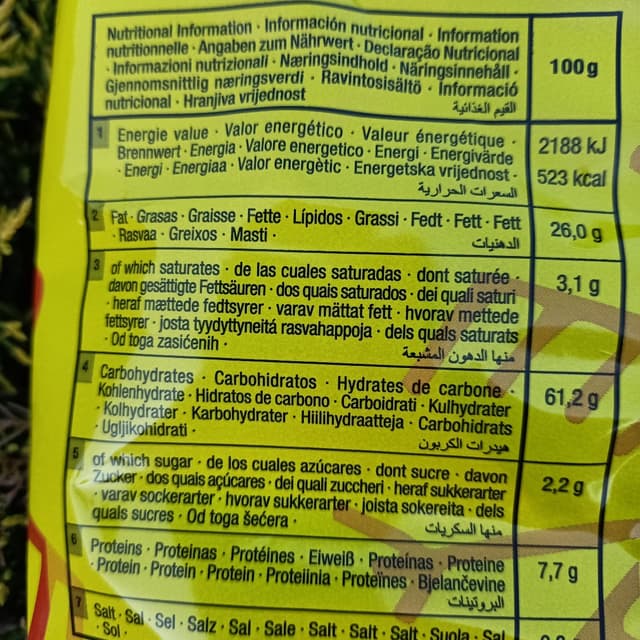 Nutritional Information · Información nutricional · Information
nutritionnelle · Angaben zum Nährwert · Declaração Nutricional
· Informazioni nutrizionali · Næringsindhold · Näringsinnehåll ·
Gjennomsnittlig næringsverdi · Ravintosisältö · Informació
nutricional · Hranjiva vrijednost
القيم الغذائية
100g
1 Energie value · Valor energético · Valeur énergétique ·
Brennwert · Energia · Valore energetico · Energi · Energivärde
· Energi · Energiaa · Valor energètic · Energetska vrijednost ·
السعرات الحرارية
2188 kJ
523 kcal
2 Fat · Grasas · Graisse · Fette · Lípidos · Grassi · Fedt · Fett · Fett
· Rasvaa · Greixos · Masti ·
الدهنيات
26,0 g
3 of which saturates · de las cuales saturadas · dont saturée ·
davon gesättigte Fettsäuren · dos quais saturados · dei quali saturi
· heraf mættede fedtsyrer · varav mättat fett · hvorav mettede
fettsyrer · josta tyydyttyneitá rasvahappoja · dels quals saturats
· Od toga zasićenih ·
منها الدهون المشبعة
3,1 g
4 Carbohydrates · Carbohidratos · Hydrates de carbone ·
Kohlenhydrate · Hidratos de carbono · Carboidrati · Kulhydrater
· Kolhydrater · Karbohydrater · Hiilihydraatteja · Carbohidrats
· Ugljikohidrati ·
هيدرات الكربون
61,2 g
5 of which sugar · de los cuales azúcares · dont sucre · davon
Zucker · dos quais açúcares · dei quali zuccheri · heraf sukkerarter
· varav sockerarter · hvorav sukkerarter · joista sokereita · dels
quals sucres · Od toga šećera ·
منها السكريات
2,2 g
6 Proteins · Proteinas · Protéines · Eiweiß · Proteínas · Proteine
· Protein · Protein · Protein · Proteiinia · Proteïnes · Bjelančevine
البروتينات
7,7 g
7 Salt · Sal · Sel · Salz · Sal · Sale · Salt · Salt · Salt · Suola · Sal
· Sol ·